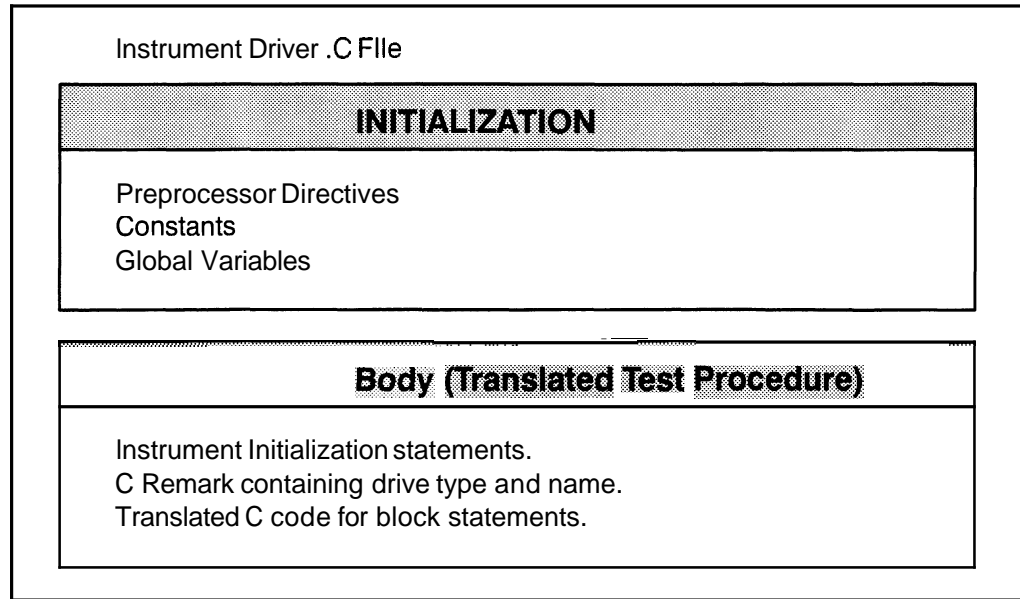 Instrument Driver .C FIle
INITIALIZATION
Preprocessor Directives
Constants
Global Variables
Body (Translated Test Procedure)
Instrument Initialization statements.
C Remark containing drive type and name.
Translated C code for block statements.